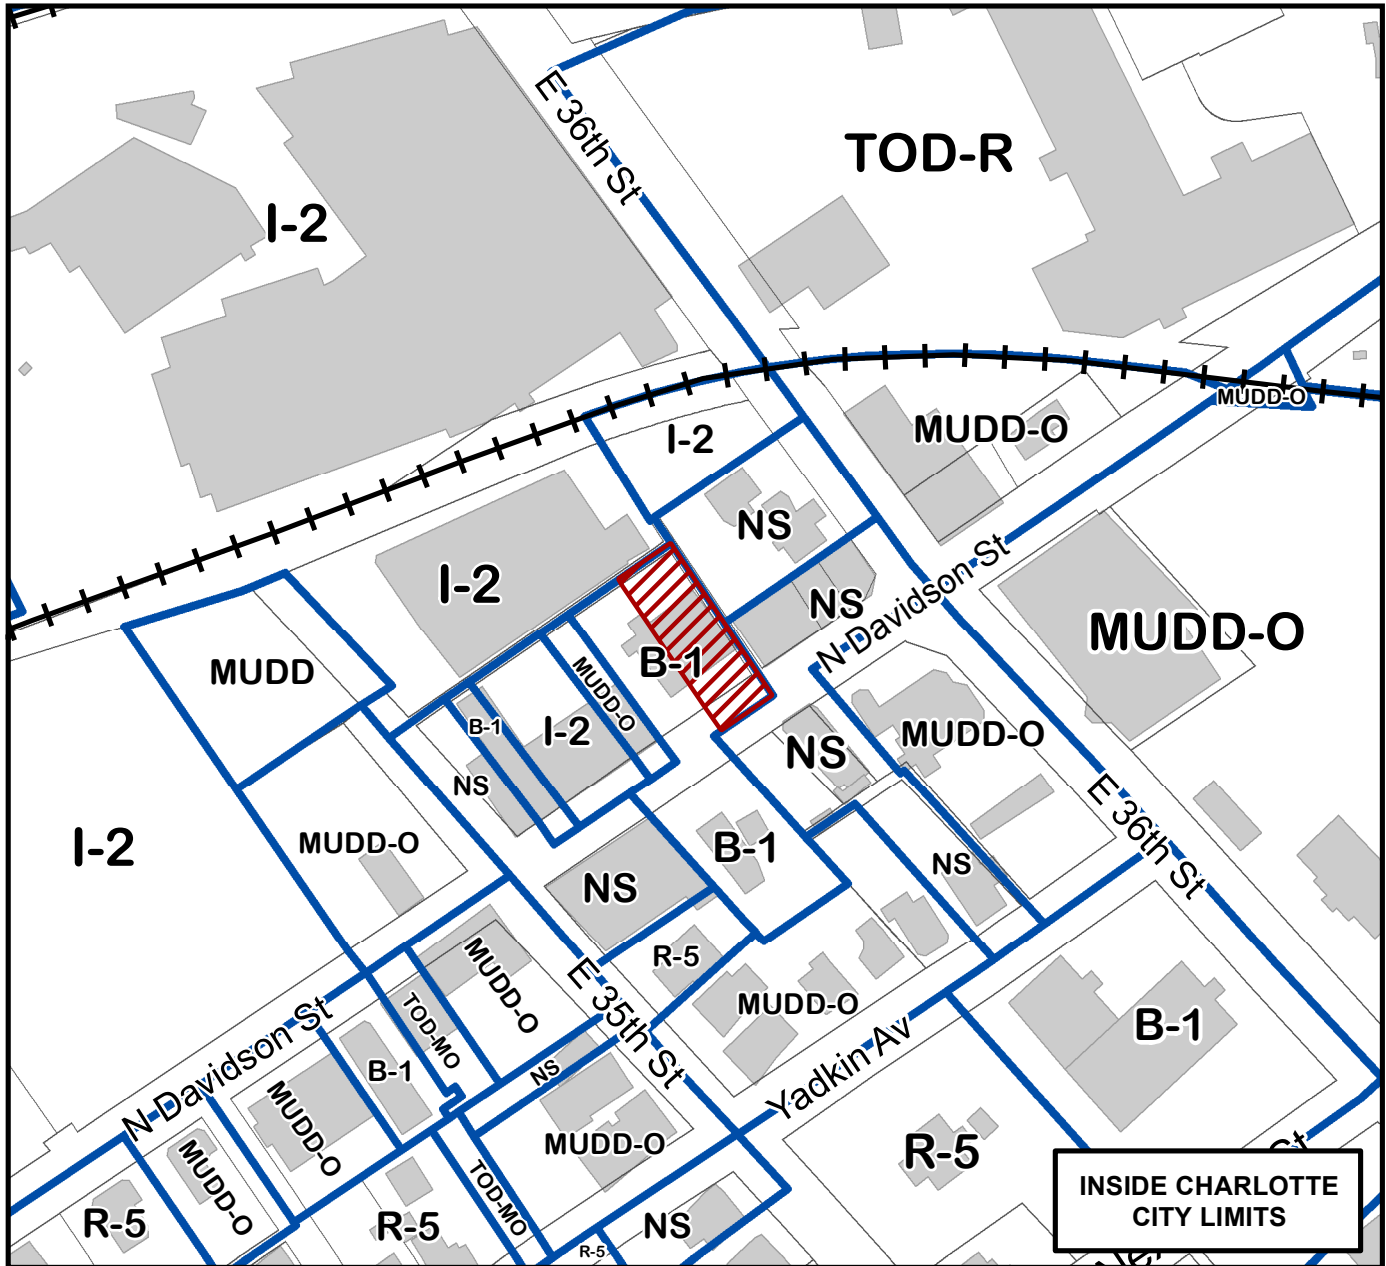 E 36th St
TOD-R
I-2
MUDD-O
MUDD-O
I-2
NS
I-2
NS
N Davidson St
MUDD-O
B-1
MUDD
MUDD-O
B-1
I-2
NS
MUDD-O
NS
E 36th St
I-2
MUDD-O
B-1
NS
NS
R-5
MUDD-O
E 35th St
MUDD-O
TOD-MO
B-1
NS
Yadkin Av
B-1
N Davidson St
MUDD-O
MUDD-O
MUDD-O
R-5
TOD-MO
R-5
R-5
NS
R-5
INSIDE CHARLOTTE
CITY LIMITS